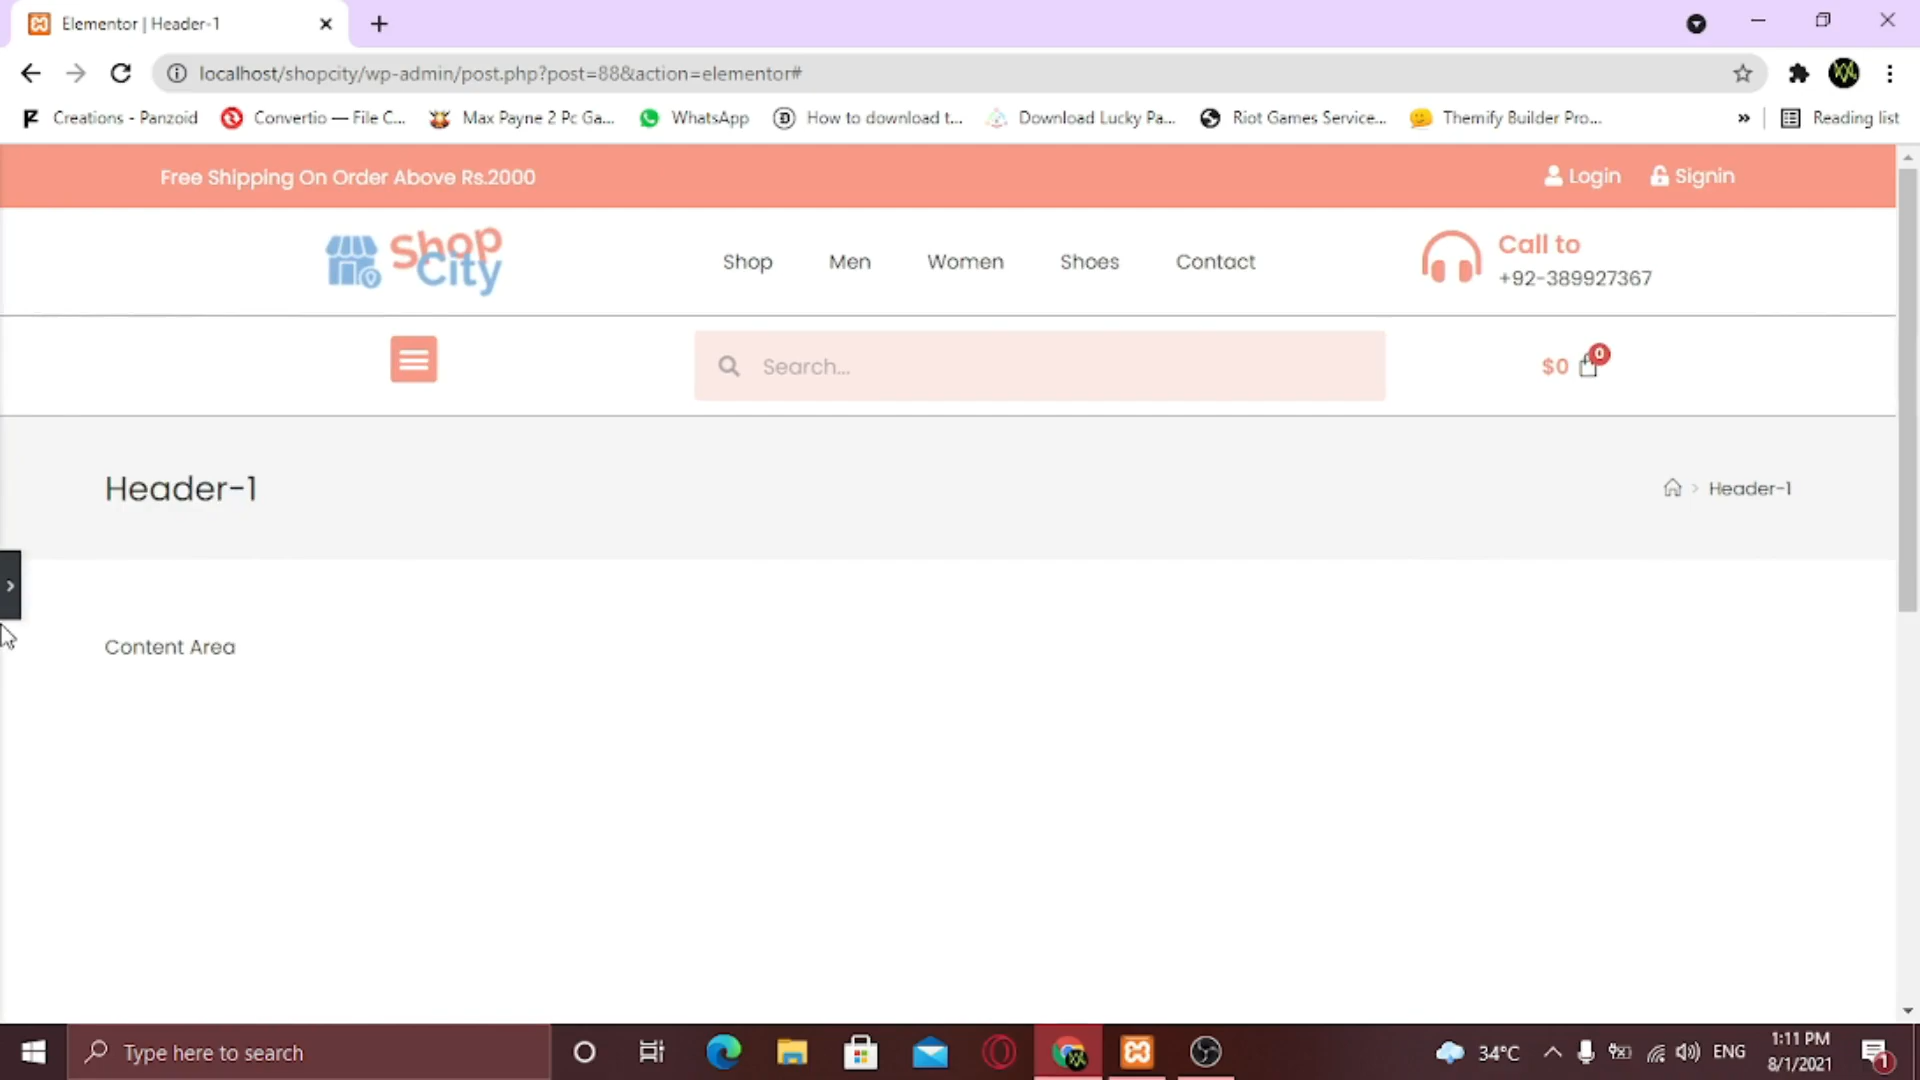 Elementor | Header-1
localhost/shopcity/wp-admin/post.php?post=88&action=elementor#
Creations - Panzoid
Convertio — File C...
Max Payne 2 Pc Ga...
WhatsApp
How to download t...
Download Lucky Pa...
Riot Games Service...
Themify Builder Pro...
»
Reading list
Free Shipping On Order Above Rs.2000
Login
Signin
Shop City
Shop
Men
Women
Shoes
Contact
Call to
+92-389927367
Search...
$0
0
Header-1
> Header-1
Content Area
Type here to search
34°C
ENG
1:11 PM
8/1/2021
1